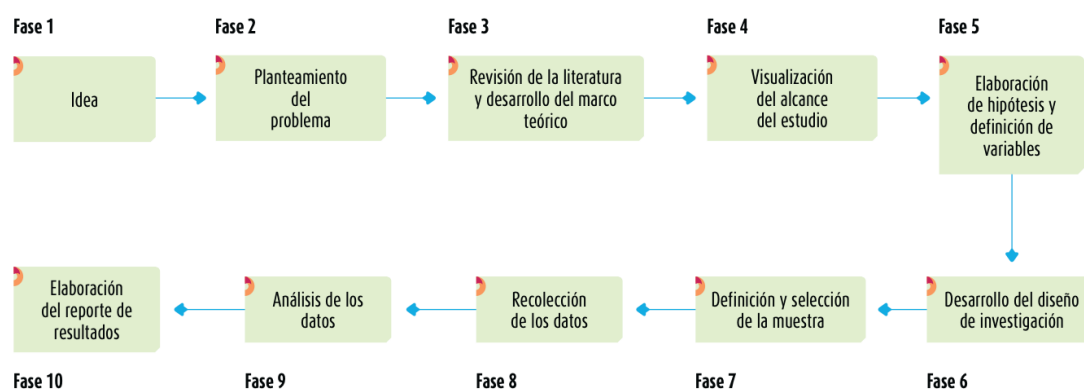 Fase 1
Idea
Fase 2
Planteamiento
del
problema
Fase 3
Revisión de la literatura
y desarrollo del marco
teórico
Fase 4
Visualización
del alcance
del estudio
Fase 5
Elaboración
de hipótesis y
definición de
variables
Desarrollo del diseño
de investigación
Fase 6
Definición y selección
de la muestra
Fase 7
Recolección
de los datos
Fase 8
Análisis de los
datos
Fase 9
Elaboración
del reporte de
resultados
Fase 10